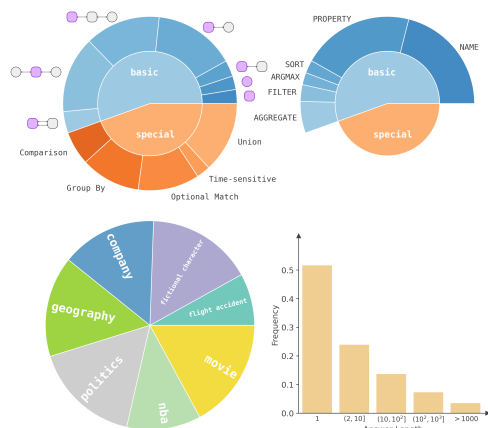 basic
special
Comparison
Group By
Optional Match
Time-sensitive
Union
PROPERTY
NAME
SORT
ARGMAX
FILTER
AGGREGATE
basic
special
company
fictional character
flight accident
geography
movie
politics
nba
Frequency
0.5
0.4
0.3
0.2
0.1
0.0
1
(2, 10]
(10, 10²]
(10², 10³]
> 1000
Answer Length